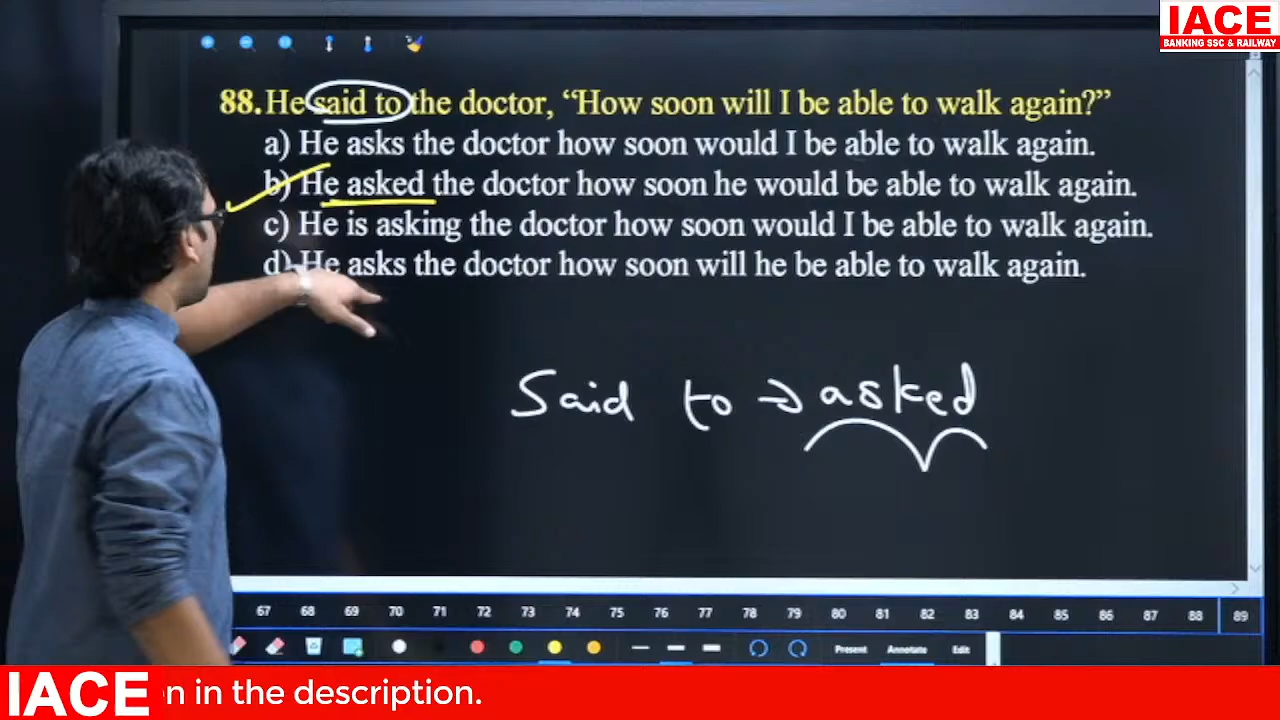 IACE
BANKING SSC & RAILWAY
88. He said to the doctor, “How soon will I be able to walk again?”
a) He asks the doctor how soon would I be able to walk again.
b) He asked the doctor how soon he would be able to walk again.
c) He is asking the doctor how soon would I be able to walk again.
d) He asks the doctor how soon will he be able to walk again.
Said to → asked
67 68 69 70 71 72 73 74 75 76 77 78 79 80 81 82 83 84 85 86 87 88 89
Present Annotate Edit
IACE n in the description.